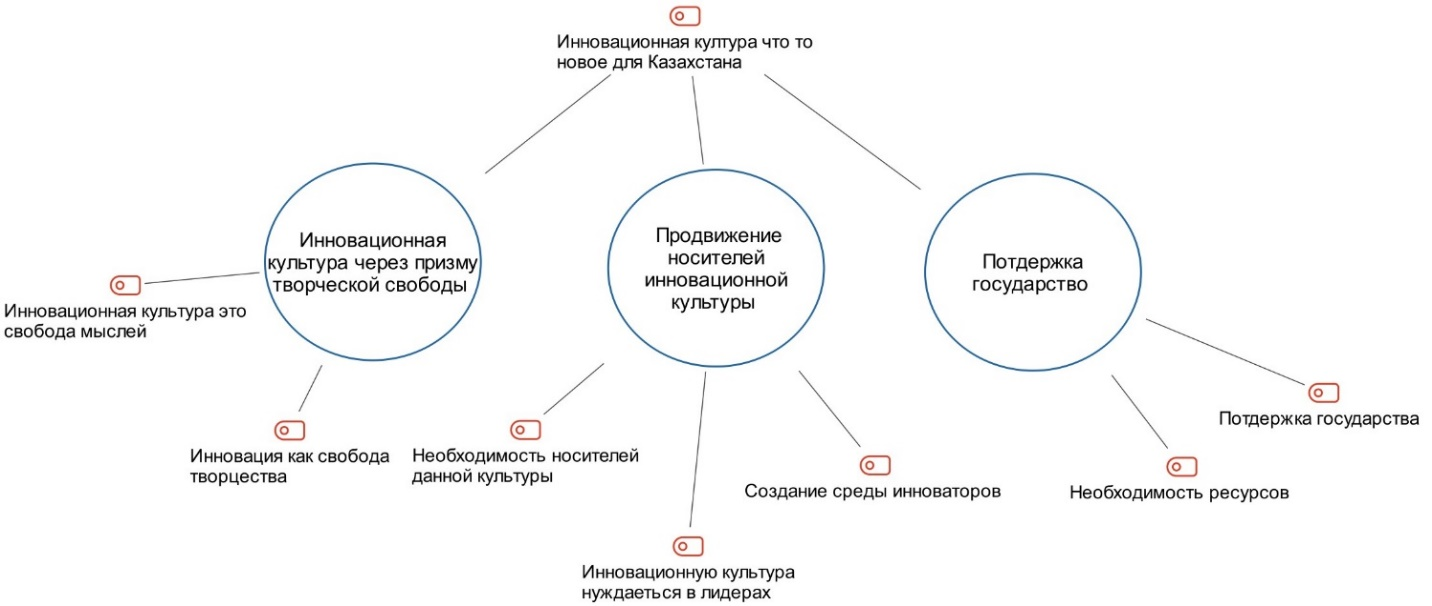 Инновационная култура что то
новое для Казахстана
Инновационная
культура через призму
творческой свободы
Продвижение
носителей
инновационной
культуры
Потдержка
государство
Инновационная культура это
свобода мыслей
Инновация как свобода
творчества
Необходимость носителей
данной культуры
Инновационную культура
нуждаеться в лидерах
Создание среды инноваторов
Необходимость ресурсов
Потдержка государства